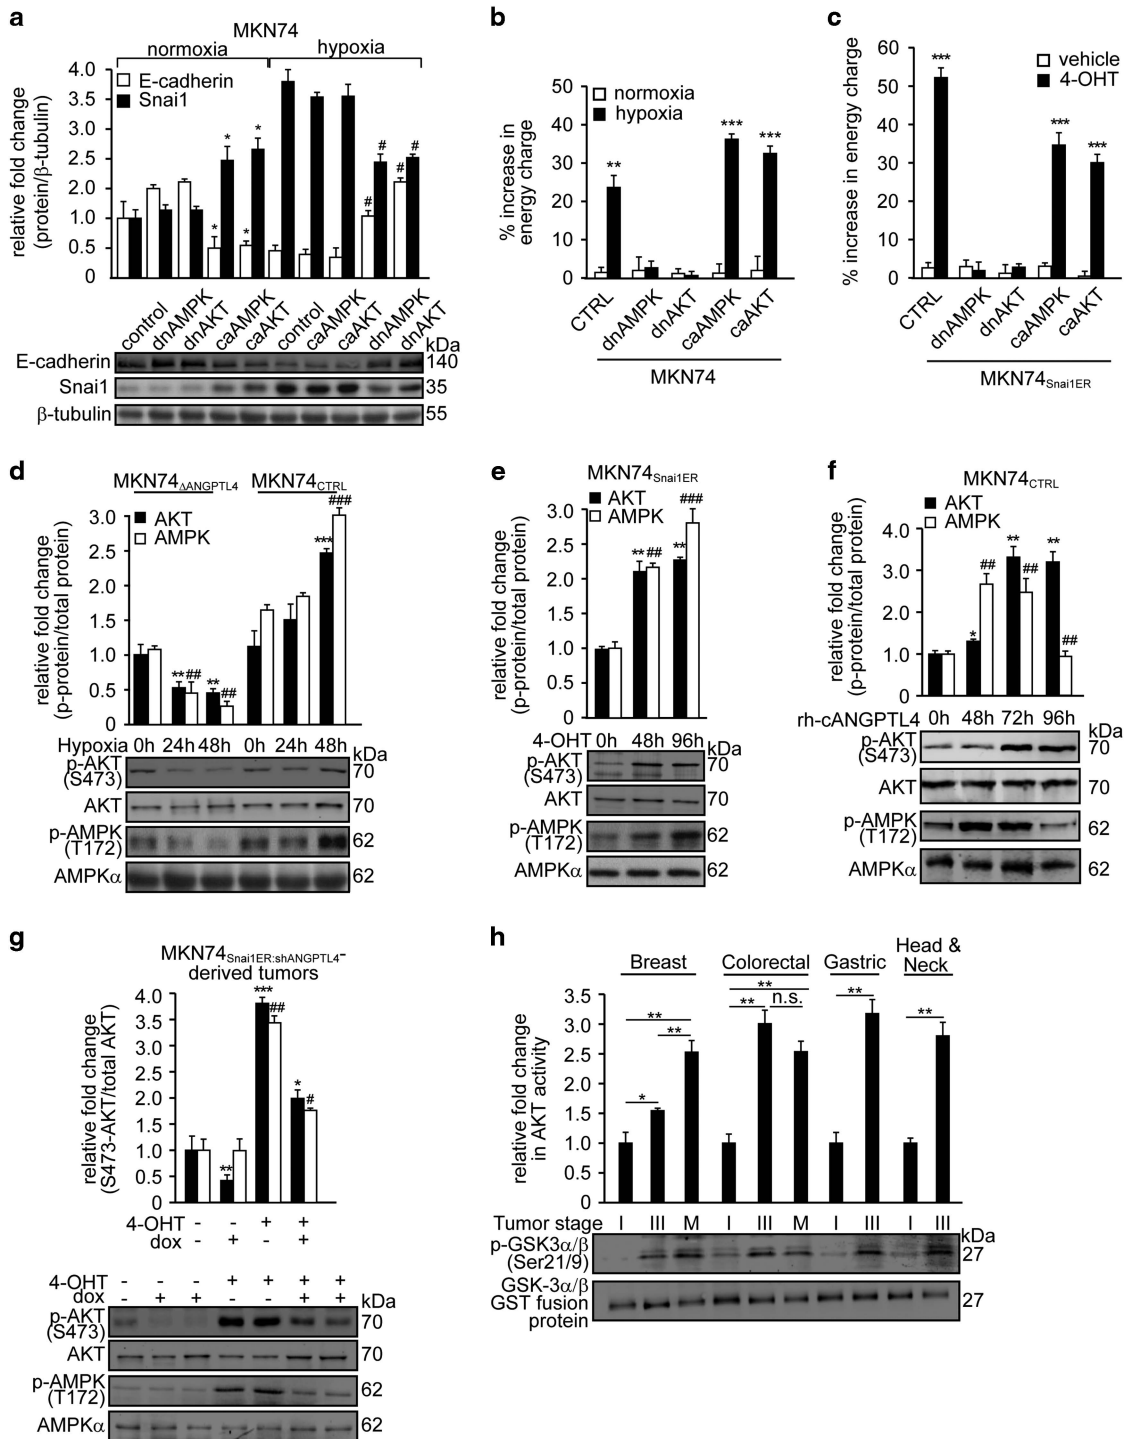 a
MKN74
normoxia hypoxia
E-cadherin
Snai1
relative fold change
(protein/β-tubulin)
4.0
3.5
3.0
2.5
2.0
1.5
1.0
0.5
0
* * * * # # # #
control dnAMPK dnAKT caAMPK caAKT control caAMPK caAKT dnAMPK dnAKT
kDa
E-cadherin 140
Snai1 35
β-tubulin 55
b
normoxia
hypoxia
% increase in
energy charge
60
50
40
30
20
10
0
** *** ***
CTRL dnAMPK dnAKT caAMPK caAKT
MKN74
c
vehicle
4-OHT
% increase in energy charge
60
50
40
30
20
10
0
*** *** ***
CTRL dnAMPK dnAKT caAMPK caAKT
MKN74Snai1ER
d
MKN74ΔANGPTL4 MKN74CTRL
AKT
AMPK
relative fold change
(p-protein/total protein)
3.0
2.5
2.0
1.5
1.0
0.5
0
** ## ** ## *** ###
Hypoxia 0h 24h 48h 0h 24h 48h
kDa
p-AKT
(S473) 70
AKT 70
p-AMPK
(T172) 62
AMPKα 62
e
MKN74Snai1ER
AKT
AMPK
relative fold change
(p-protein/total protein)
3.0
2.5
2.0
1.5
1.0
0.5
0
** ## ** ###
4-OHT 0h 48h 96h
kDa
p-AKT
(S473) 70
AKT 70
p-AMPK
(T172) 62
AMPKα 62
f
MKN74CTRL
AKT
AMPK
relative fold change
(p-protein/total protein)
4.0
3.0
2.0
1.0
0
* ## ** ## ** ##
rh-cANGPTL4 0h 48h 72h 96h
kDa
p-AKT
(S473) 70
AKT 70
p-AMPK
(T172) 62
AMPKα 62
g
MKN74Snai1ER:shANGPTL4-
derived tumors
relative fold change
(S473-AKT/total AKT)
4.0
3.5
3.0
2.5
2.0
1.5
1.0
0.5
0
** *** ## * #
4-OHT - - + +
dox - + - +
4-OHT - - - + + + +
dox - + + - - + +
kDa
p-AKT
(S473) 70
AKT 70
p-AMPK
(T172) 62
AMPKα 62
h
Breast Colorectal Gastric Head &
Neck
relative fold change
in AKT activity
3.5
3.0
2.5
2.0
1.5
1.0
0.5
0
** ** * ** ** n.s. ** **
Tumor stage I III M I III M I III I III
kDa
p-GSK3α/β
(Ser21/9) 27
GSK-3α/β
GST fusion
protein 27